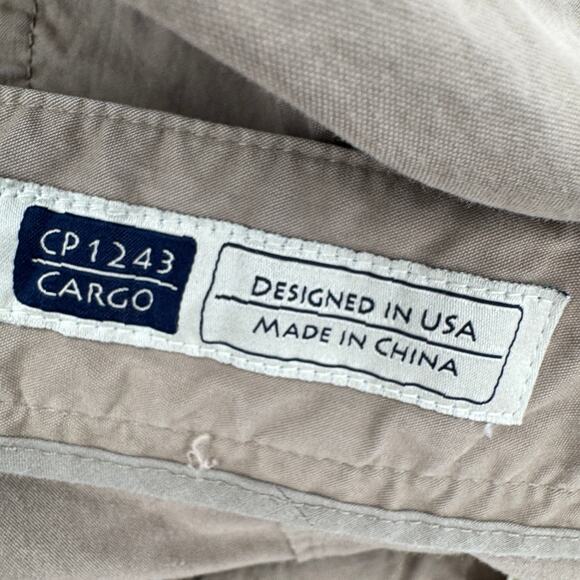 CP1243
CARGO
DESIGNED IN USA
MADE IN CHINA